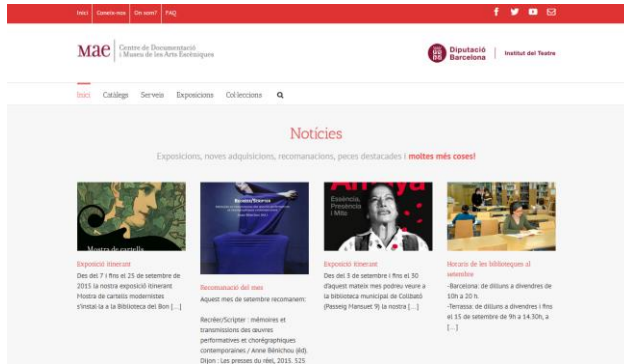 Inici Coneix-nos On som? FAQ
mae Centre de Documentació
i Museu de les Arts Escèniques
Diputació
Barcelona
Institut del Teatre
Inici Catàlegs Serveis Exposicions Col·leccions
Notícies
Exposicions, noves adquisicions, recomanacions, peces destacades i moltes més coses!
Mostra de cartells
Exposició itinerant
Des del 7 i fins el 25 de setembre de
2015 la nostra exposició itinerant
Mostra de cartells modernistes
s'instal·la a la Biblioteca del Bon [...]
Recréer/Scripter
Recomanació del mes
Aquest mes de setembre recomanem:
Recréer/Scripter : mémoires et
transmissions des œuvres
performatives et chorégraphiques
contemporaines / Anne Bénichou (éd).
Dijon : Les presses du réel, 2015. 525
Amaya
Essència,
Presència
i Mite
Exposició itinerant
Des del 3 de setembre i fins el 30
d'aquest mateix mes podreu veure a
la biblioteca municipal de Collbató
(Passeig Mansuet 9) la nostra [...]
Horaris de les biblioteques al
setembre
-Barcelona: de dilluns a divendres de
10h a 20 h.
-Terrassa: de dilluns a divendres i fins
el 15 de setembre de 9h a 14.30h, a
[...]